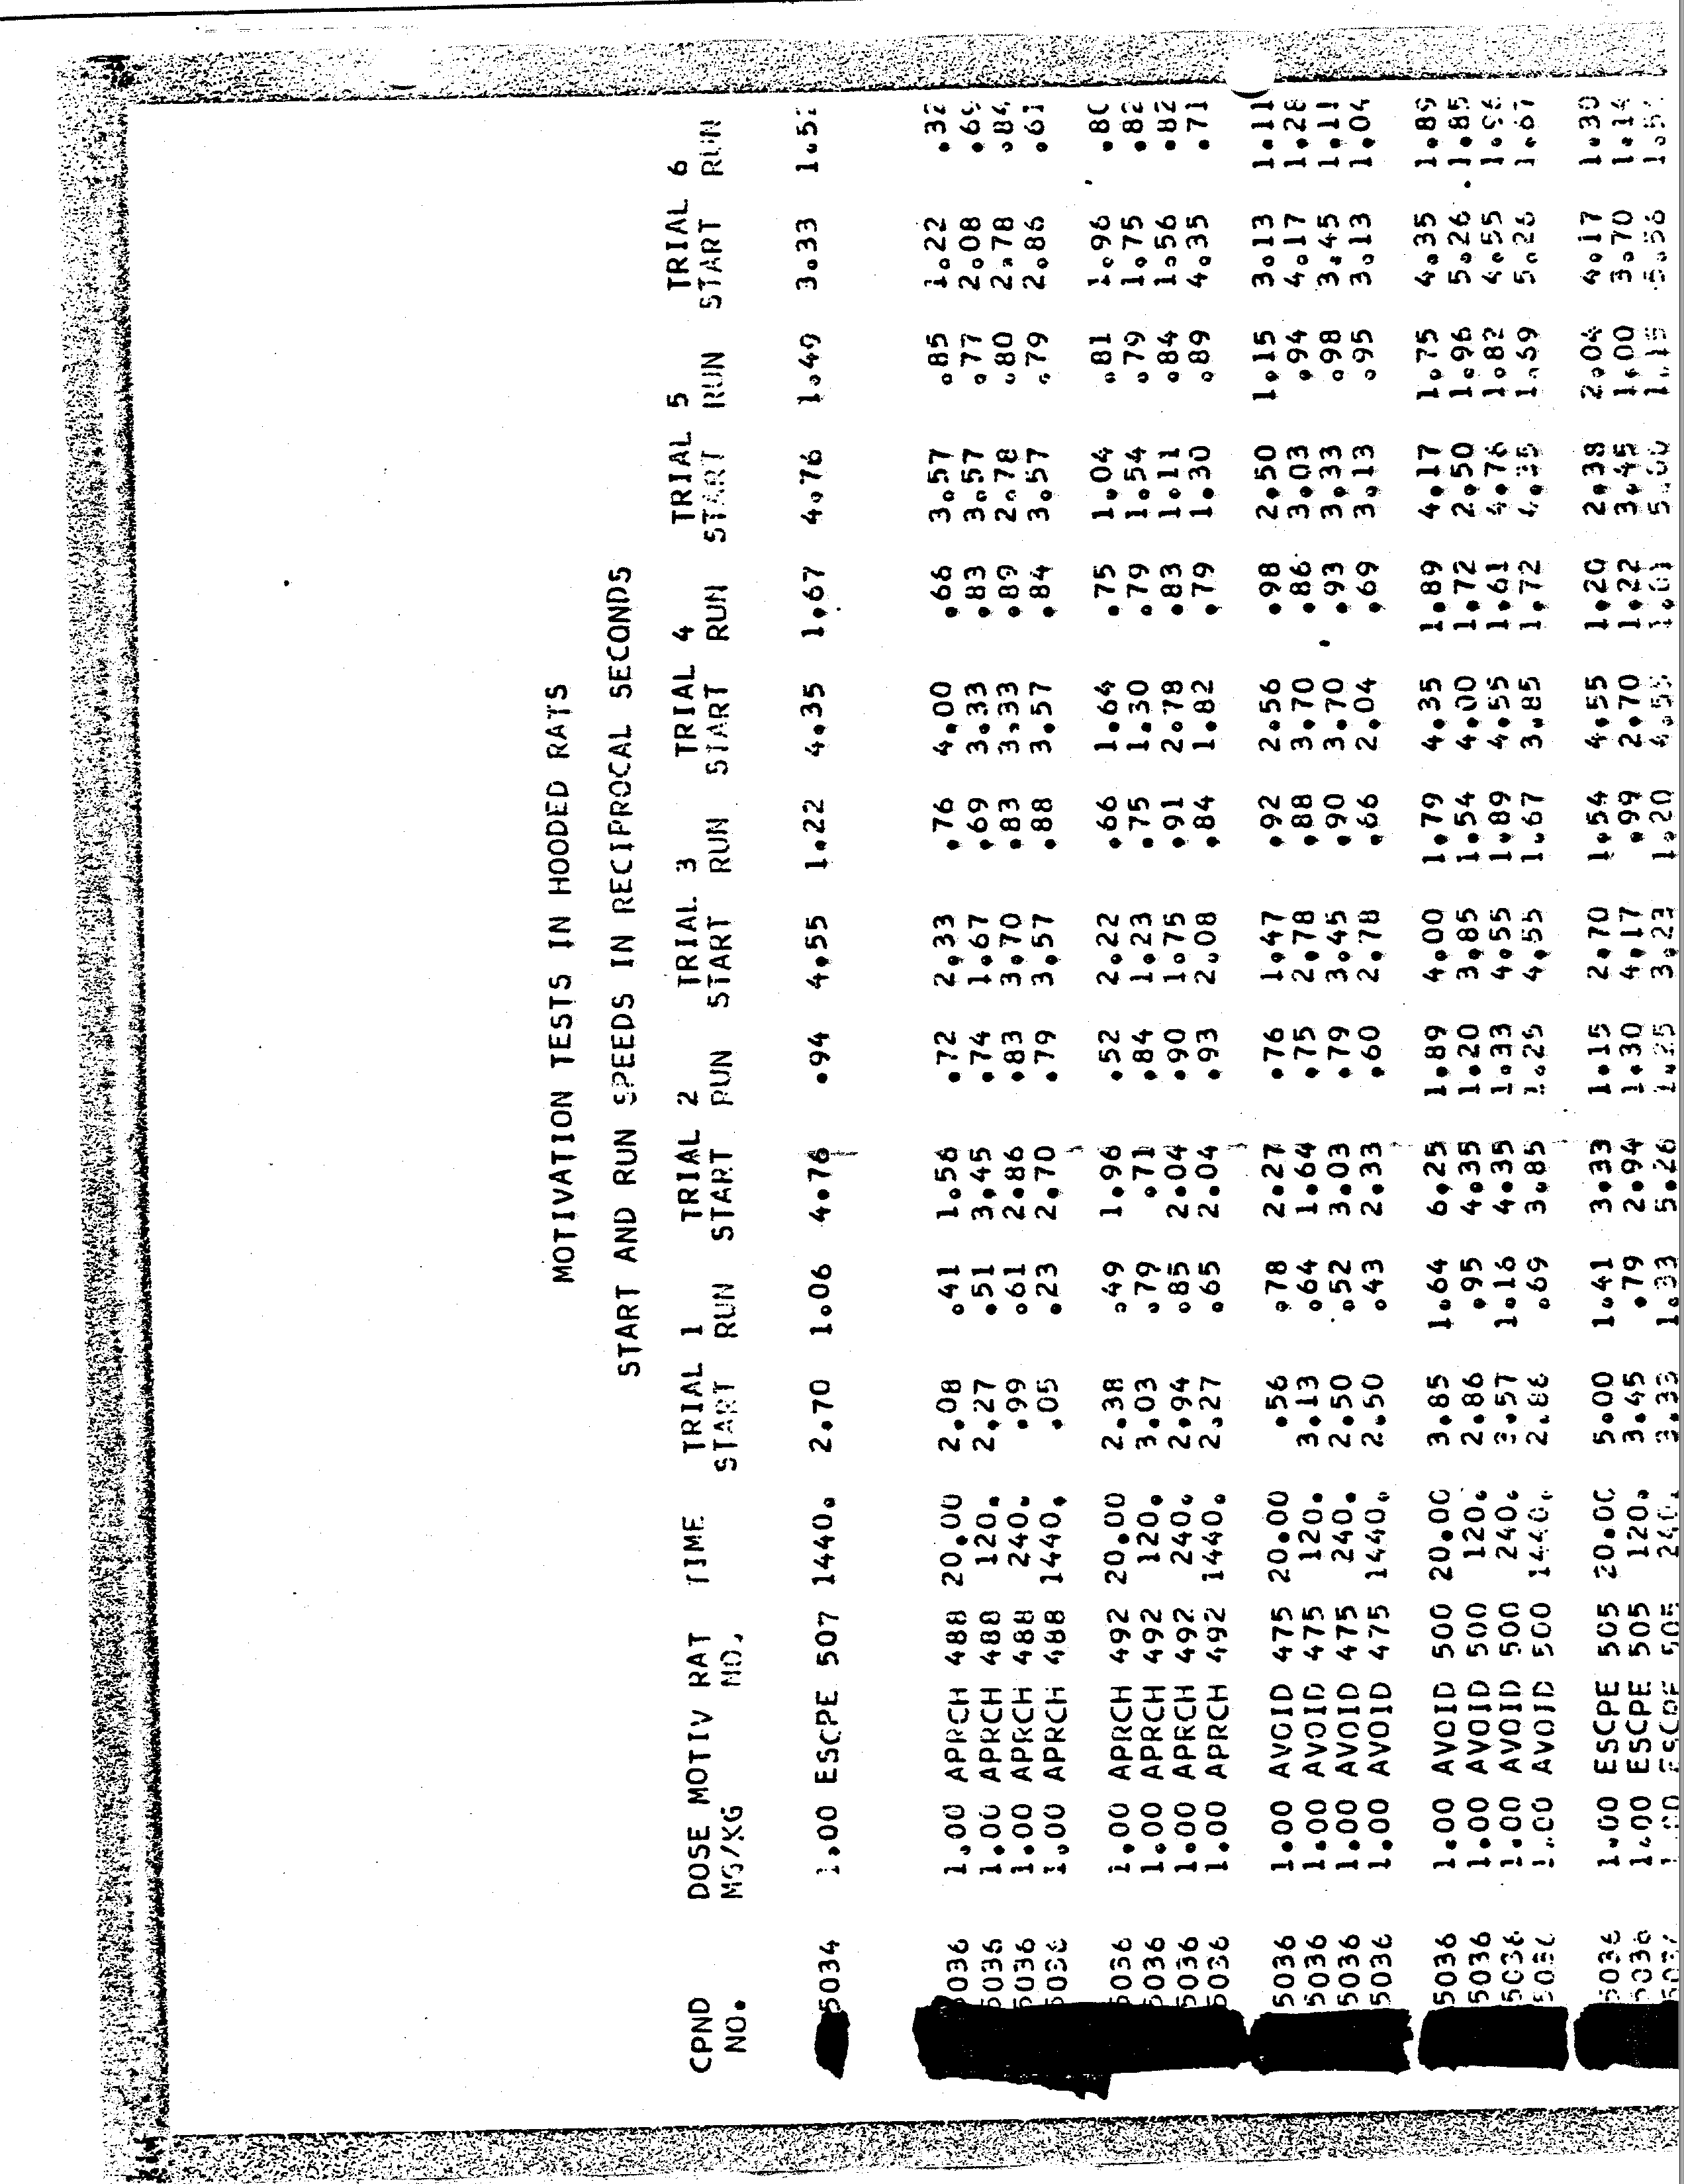 MOTIVATION TESTS IN HOODED RATS
START AND RUN SPEEDS IN RECIPROCAL SECONDS
CPND DOSE MOTIV RAT TIME TRIAL 1 TRIAL 2 TRIAL 3 TRIAL 4 TRIAL 5 TRIAL 6
NO. MG/KG NO. START RUN START RUN START RUN START RUN START RUN START RUN
5034 1.00 ESCPE 507 1440. 2.70 1.06 4.76 .94 4.55 1.22 4.35 1.67 4.76 1.49 3.33
5036 1.00 APRCH 488 20.00 2.08 .41 1.56 .72 2.33 .76 4.00 .66 3.57 .85 1.22 .32
5036 1.00 APRCH 488 120. 2.27 .51 3.45 .74 1.67 .69 3.33 .83 3.57 .77 2.08
5036 1.00 APRCH 488 240. .99 .61 2.86 .83 3.70 .83 3.33 .89 2.78 .80 2.78 .84
5036 1.00 APRCH 488 1440. .05 .23 2.70 .79 3.57 .88 3.57 .84 3.57 .79 2.86 .61
5036 1.00 APRCH 492 20.00 2.38 .49 1.96 .52 2.22 .66 1.64 .75 1.04 .81 1.96 .80
5036 1.00 APRCH 492 120. 3.03 .79 .71 .84 1.23 .75 1.30 .79 1.54 .79 1.75 .82
5036 1.00 APRCH 492 240. 2.94 .85 2.04 .90 1.75 .91 2.78 .83 1.11 .84 1.56 .82
5036 1.00 APRCH 492 1440. 2.27 .65 2.04 .93 2.08 .84 1.82 .79 1.30 .89 4.35 .71
5036 1.00 AVOID 475 20.00 .56 .78 2.27 .76 1.47 .92 2.56 .98 2.50 1.15 3.13 1.11
5036 1.00 AVOID 475 120. 3.13 .64 1.64 .75 2.78 .88 3.70 .86 3.03 .94 4.17 1.28
5036 1.00 AVOID 475 240. 2.50 .52 3.03 .79 3.45 .90 3.70 .93 3.33 .98 3.45 1.11
5036 1.00 AVOID 475 1440. 2.50 .43 2.33 .60 2.78 .66 2.04 .69 3.13 .95 3.13 1.04
5036 1.00 AVOID 500 20.00 3.85 1.64 6.25 1.89 4.00 1.79 4.35 1.89 4.17 1.75 4.35 1.89
5036 1.00 AVOID 500 120. 2.86 .95 4.35 1.20 3.85 1.54 4.00 1.72 2.50 1.96 5.26 1.85
5036 1.00 AVOID 500 240. 3.57 1.16 4.35 1.33 4.55 1.89 4.55 1.61 4.76 1.82 4.55
5036 1.00 AVOID 500 1440. 2.86 .69 3.85 1.25 4.55 1.67 3.85 1.72 4.35 1.59 5.26 1.67
5036 1.00 ESCPE 505 20.00 5.00 1.41 3.33 1.15 2.70 1.54 4.55 1.20 2.38 2.04 4.17 1.30
5036 1.00 ESCPE 505 120. 3.45 .79 2.94 1.30 4.17 .99 2.70 1.22 3.45 1.00 3.70 1.14
1.00 ESCPE 505 240. 3.33 1.33 5.26 1.25 3.23 1.20 4.55 5.00 1.15 5.56